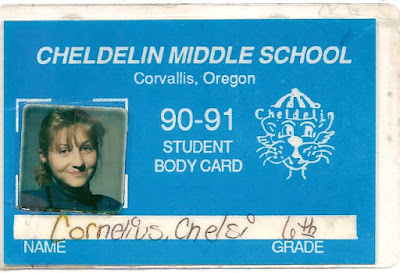 CHELDELIN MIDDLE SCHOOL
Corvallis, Oregon
90-91
STUDENT
BODY CARD
Cheldelin
Cornelius, Chelsi 6th
NAME GRADE